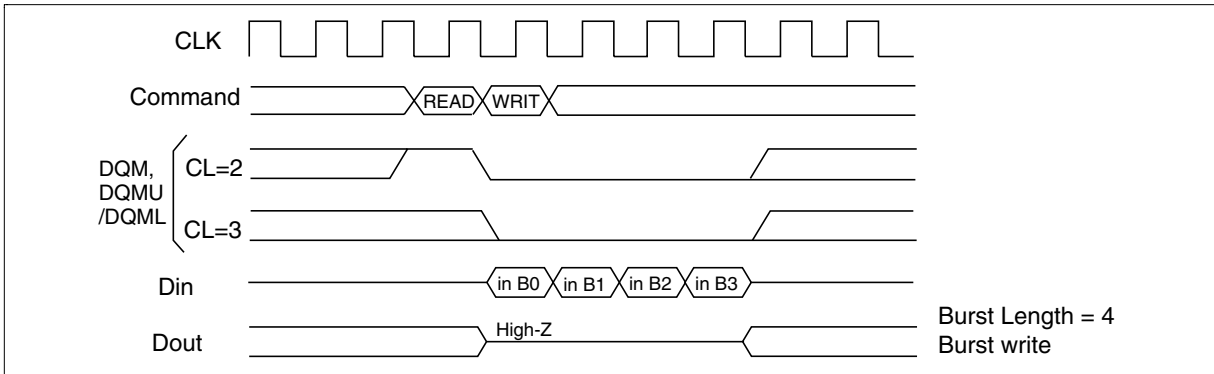 CLK
Command
READ WRIT
DQM,
DQMU
/DQML
CL=2
CL=3
Din
in B0 in B1 in B2 in B3
Dout
High-Z
Burst Length = 4
Burst write